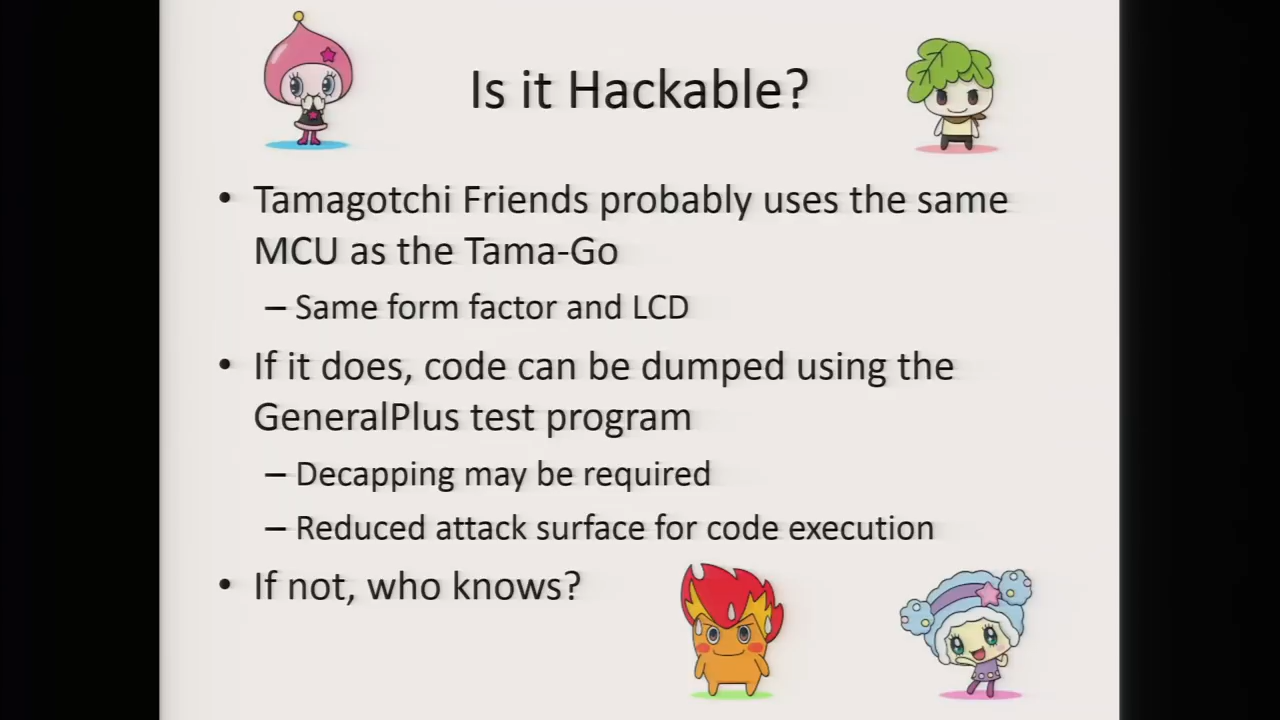 Is it Hackable?
• Tamagotchi Friends probably uses the same
MCU as the Tama-Go
– Same form factor and LCD
• If it does, code can be dumped using the
GeneralPlus test program
– Decapping may be required
– Reduced attack surface for code execution
• If not, who knows?